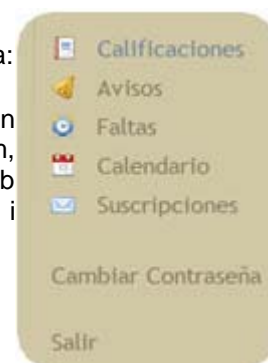 a:
n
n,
b
i
Calificaciones
Avisos
Faltas
Calendario
Suscripciones
Cambiar Contraseña
Salir